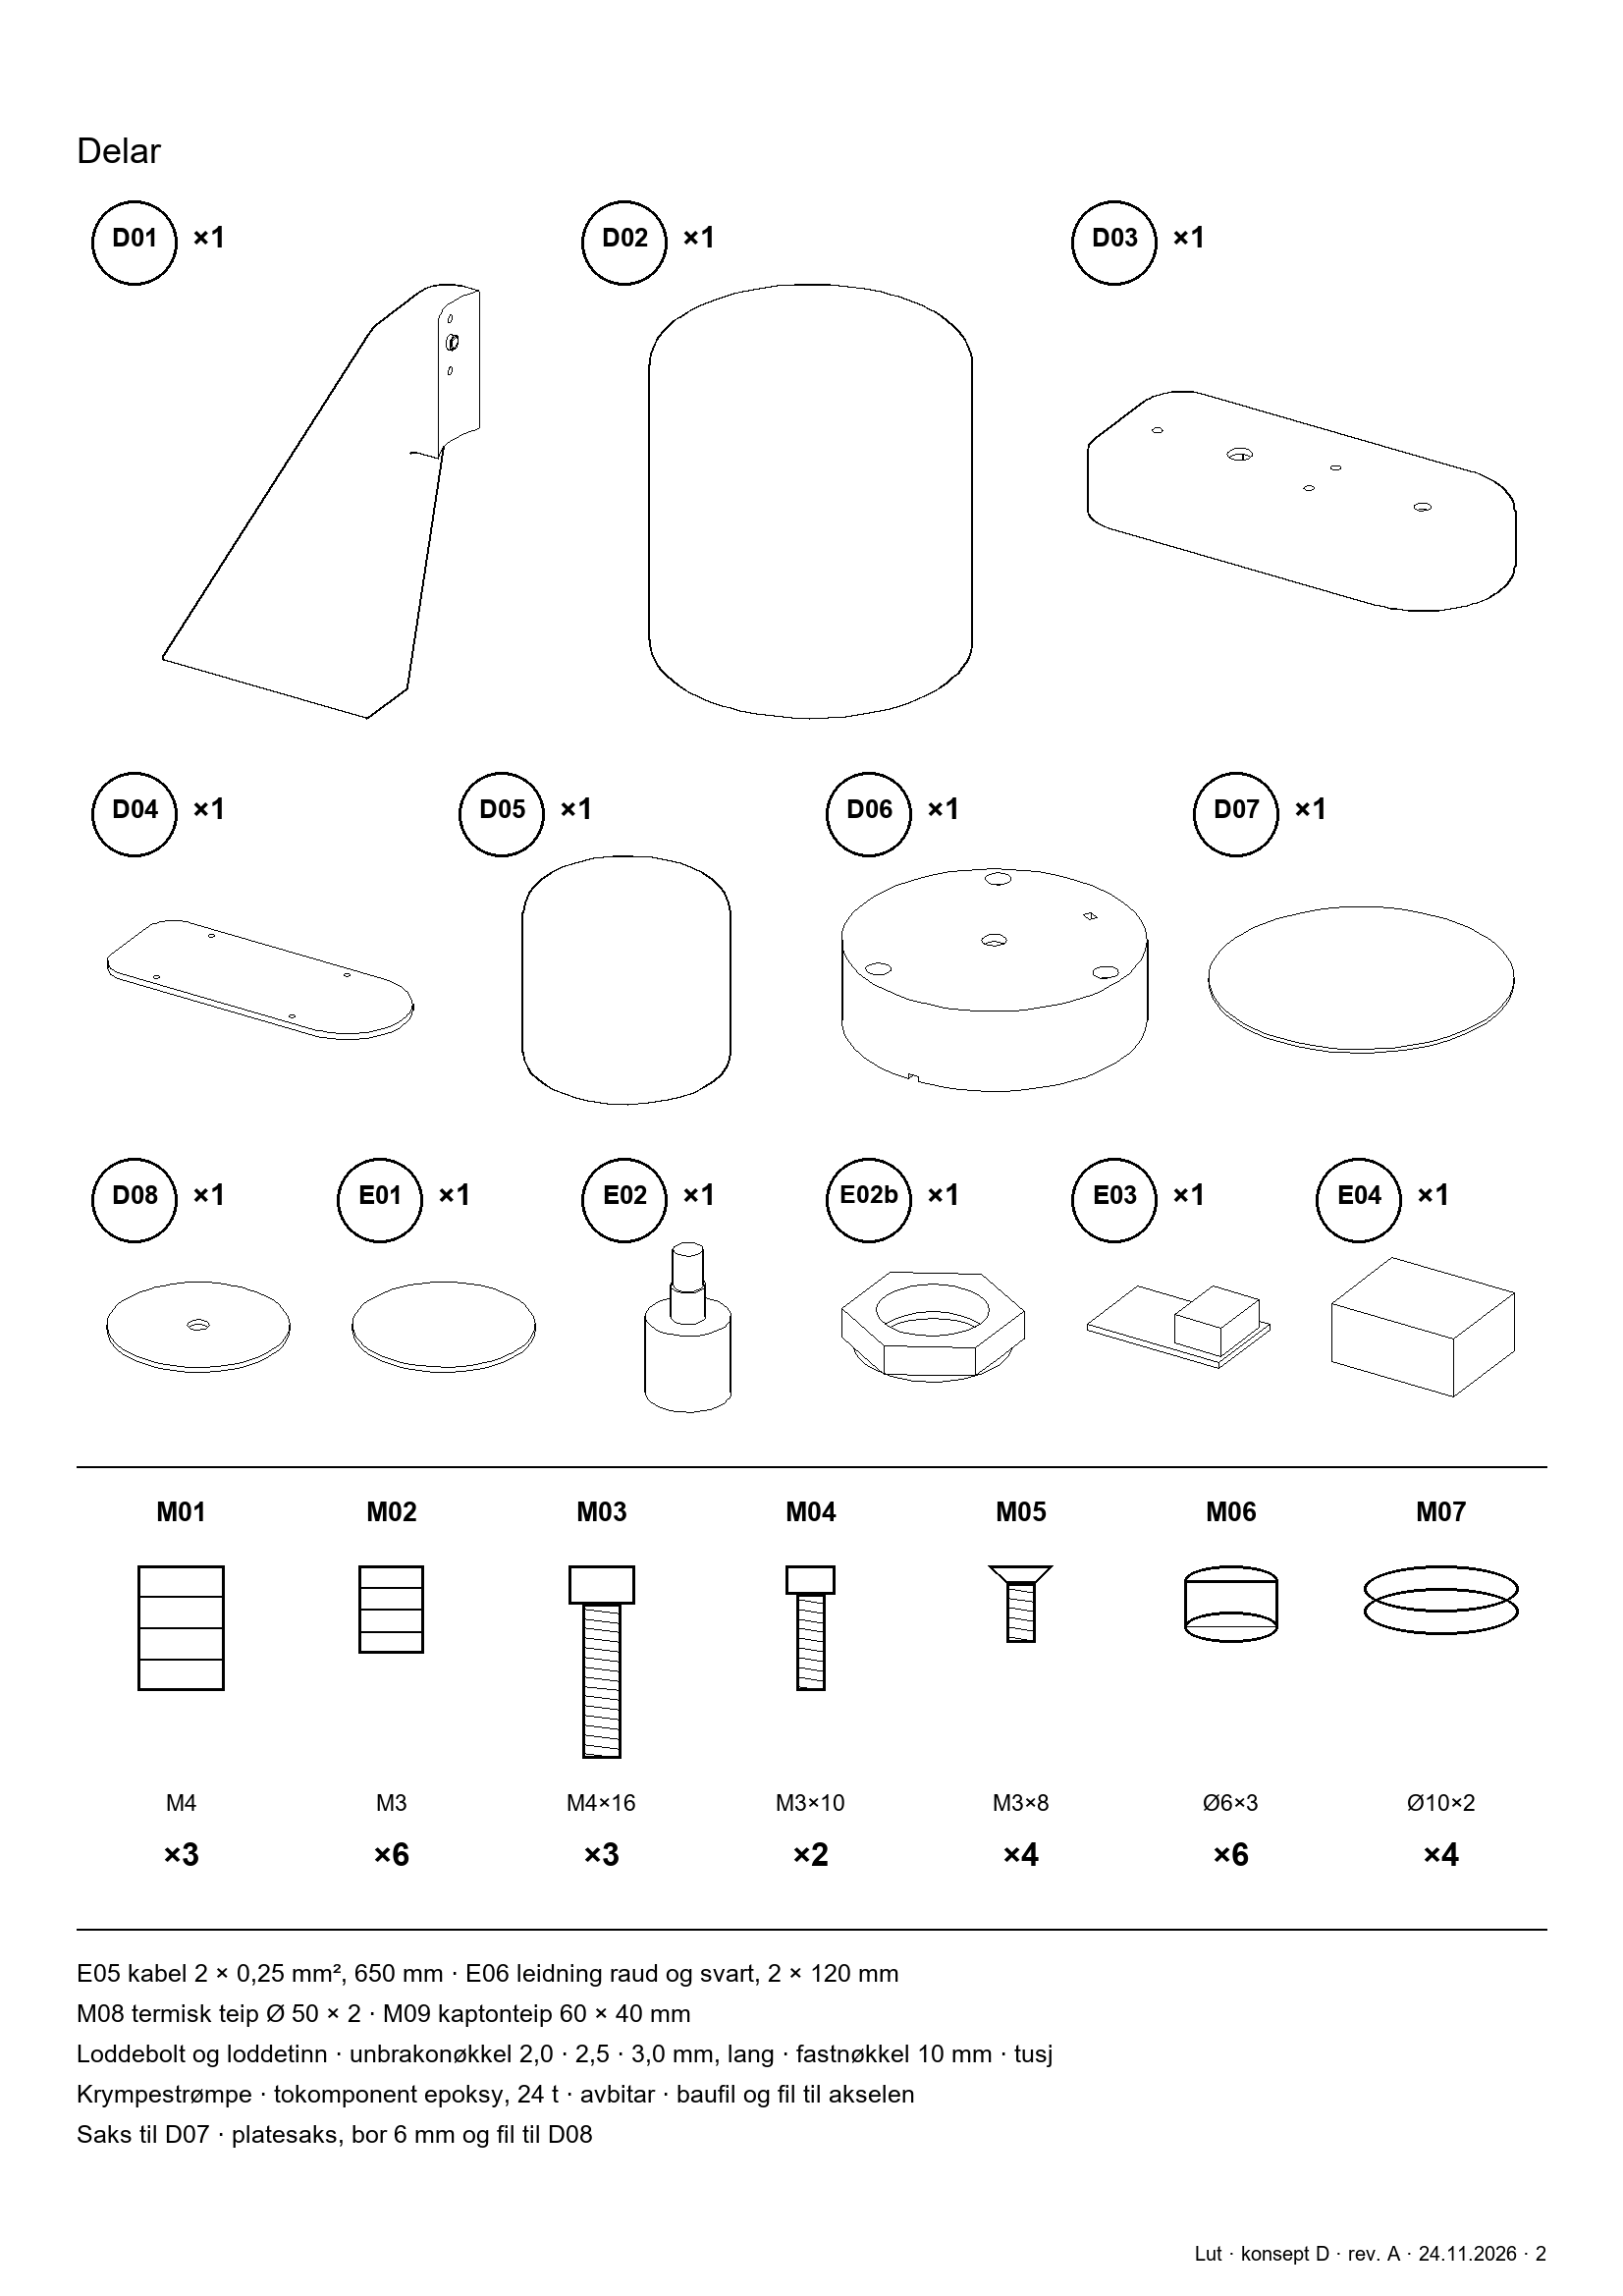 Delar
D01 ×1 D02 ×1 D03 ×1
D04 ×1 D05 ×1 D06 ×1 D07 ×1
D08 ×1 E01 ×1 E02 ×1 E02b ×1 E03 ×1 E04 ×1
M01 M02 M03 M04 M05 M06 M07
M4 M3 M4×16 M3×10 M3×8 Ø6×3 Ø10×2
×3 ×6 ×3 ×2 ×4 ×6 ×4
E05 kabel 2 × 0,25 mm², 650 mm · E06 leidning raud og svart, 2 × 120 mm
M08 termisk teip Ø 50 × 2 · M09 kaptonteip 60 × 40 mm
Loddebolt og loddetinn · unbrakonøkkel 2,0 · 2,5 · 3,0 mm, lang · fastnøkkel 10 mm · tusj
Krympestrømpe · tokomponent epoksy, 24 t · avbitar · baufil og fil til akselen
Saks til D07 · platesaks, bor 6 mm og fil til D08
Lut · konsept D · rev. A · 24.11.2026 · 2